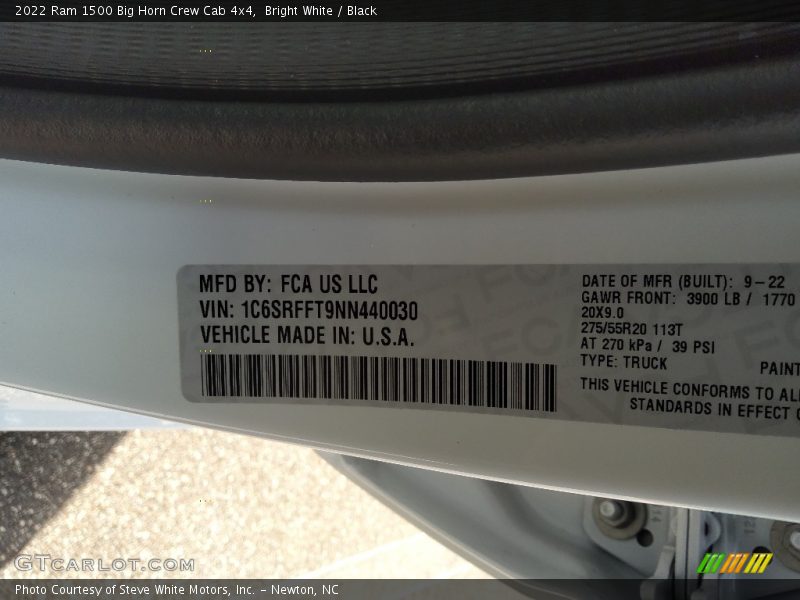 2022 Ram 1500 Big Horn Crew Cab 4x4,  Bright White / Black
MFD BY: FCA US LLC
VIN: 1C6SRFFT9NN440030
VEHICLE MADE IN: U.S.A.
DATE OF MFR (BUILT): 9-22
GAWR FRONT: 3900 LB / 1770
20X9.0
275/55R20 113T
AT 270 kPa / 39 PSI
TYPE: TRUCK
PAINT
THIS VEHICLE CONFORMS TO ALL
STANDARDS IN EFFECT
GTCARLOT.COM
Photo Courtesy of Steve White Motors, Inc. - Newton, NC